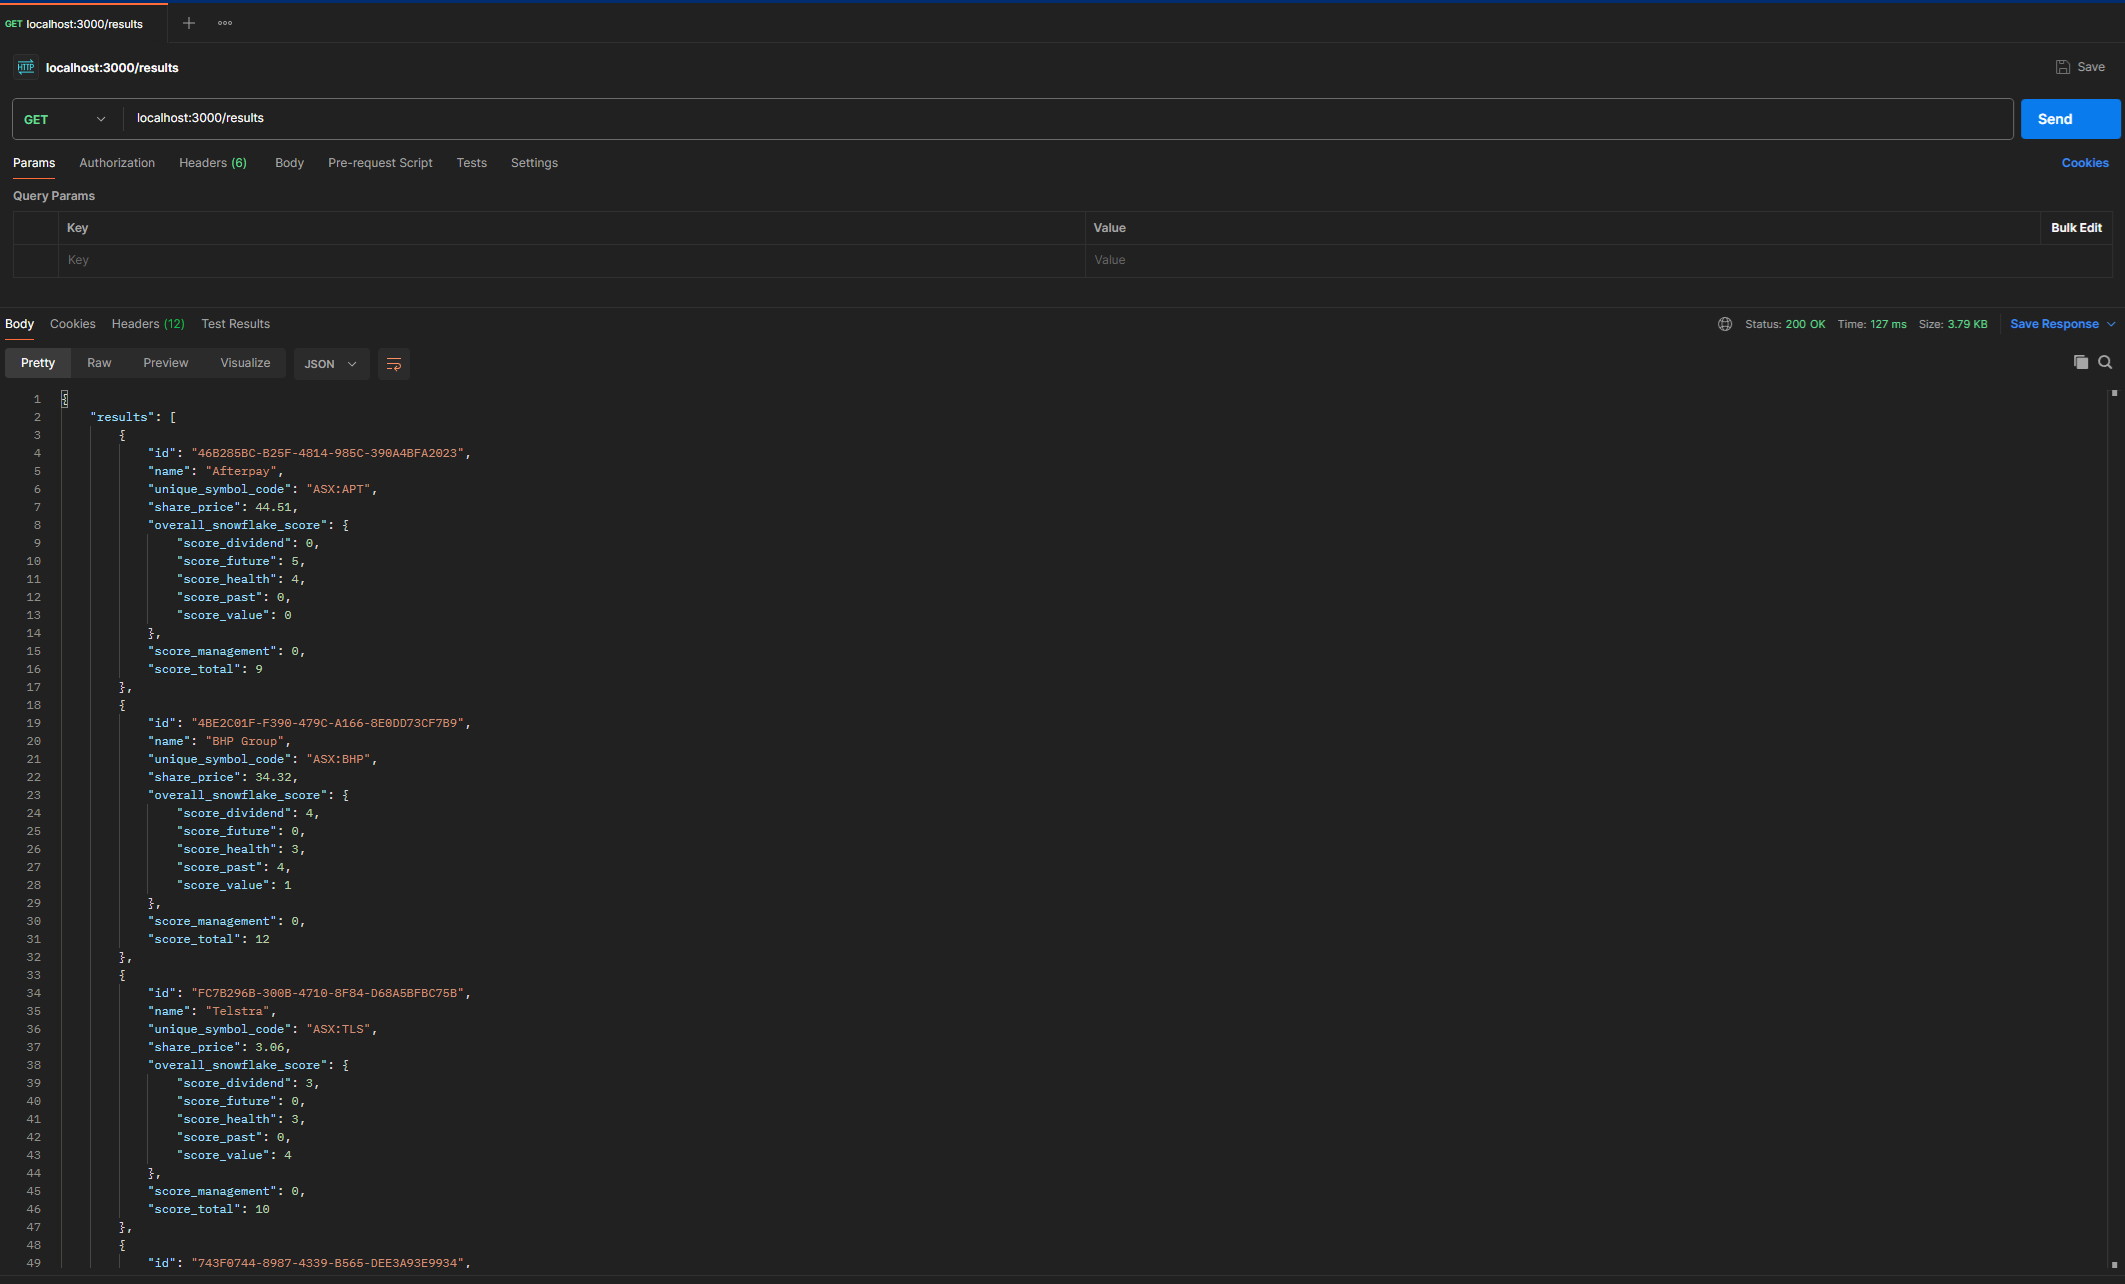 GET localhost:3000/results
HTTP localhost:3000/results Save
GET localhost:3000/results Send
Params Authorization Headers (6) Body Pre-request Script Tests Settings Cookies
Query Params
Key Value Bulk Edit
Key Value
Body Cookies Headers (12) Test Results Status: 200 OK Time: 127 ms Size: 3.79 KB Save Response
Pretty Raw Preview Visualize JSON
1 {
2 "results": [
3 {
4 "id": "46B285BC-B25F-4814-985C-390A4BFA2023",
5 "name": "Afterpay",
6 "unique_symbol_code": "ASX:APT",
7 "share_price": 44.51,
8 "overall_snowflake_score": {
9 "score_dividend": 0,
10 "score_future": 5,
11 "score_health": 4,
12 "score_past": 0,
13 "score_value": 0
14 },
15 "score_management": 0,
16 "score_total": 9
17 },
18 {
19 "id": "4BE2C01F-F390-479C-A166-8E0DD73CF7B9",
20 "name": "BHP Group",
21 "unique_symbol_code": "ASX:BHP",
22 "share_price": 34.32,
23 "overall_snowflake_score": {
24 "score_dividend": 4,
25 "score_future": 0,
26 "score_health": 3,
27 "score_past": 4,
28 "score_value": 1
29 },
30 "score_management": 0,
31 "score_total": 12
32 },
33 {
34 "id": "FC7B296B-300B-4710-8F84-D68A5BFBC75B",
35 "name": "Telstra",
36 "unique_symbol_code": "ASX:TLS",
37 "share_price": 3.06,
38 "overall_snowflake_score": {
39 "score_dividend": 3,
40 "score_future": 0,
41 "score_health": 3,
42 "score_past": 0,
43 "score_value": 4
44 },
45 "score_management": 0,
46 "score_total": 10
47 },
48 {
49 "id": "743F0744-8987-4339-B565-DEE3A93E9934",